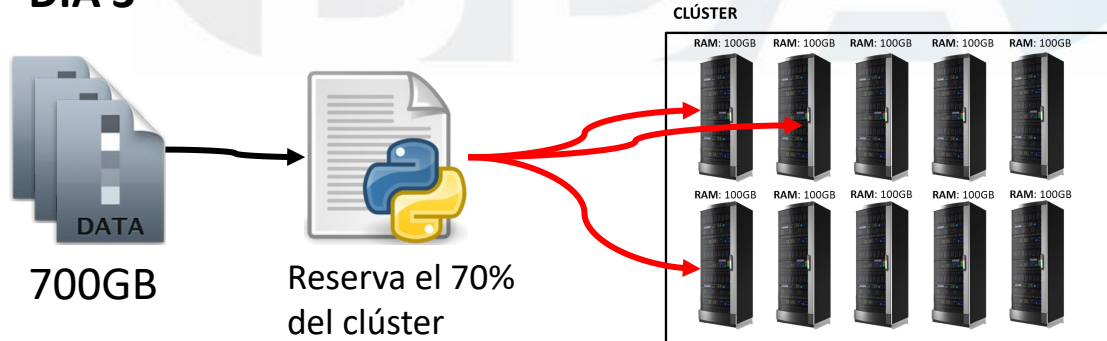 DÍA 3
CLÚSTER
RAM: 100GB RAM: 100GB RAM: 100GB RAM: 100GB RAM: 100GB
RAM: 100GB RAM: 100GB RAM: 100GB RAM: 100GB RAM: 100GB
DATA
700GB
Reserva el 70%
del clúster